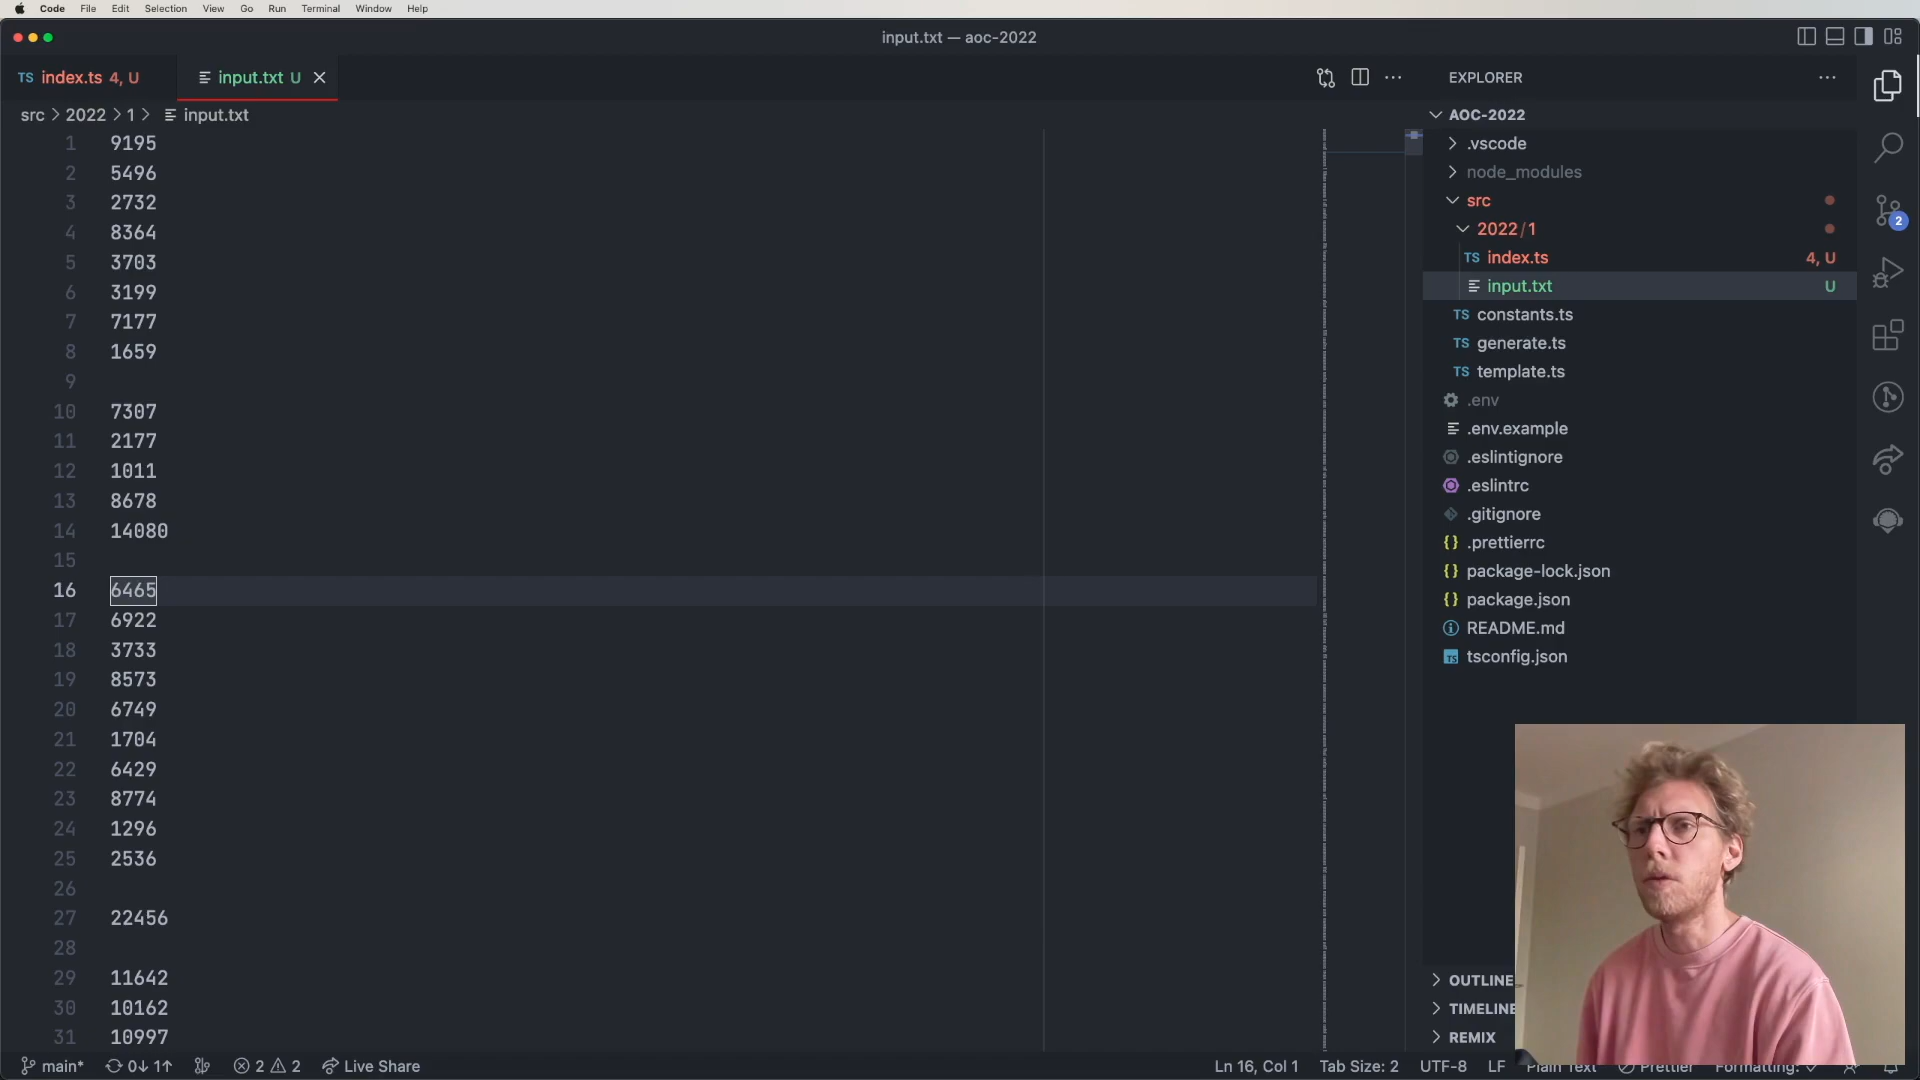 Code File Edit Selection View Go Run Terminal Window Help
input.txt — aoc-2022
TS index.ts 4, U
input.txt U
EXPLORER
src > 2022 > 1 > input.txt
1 9195
2 5496
3 2732
4 8364
5 3703
6 3199
7 7177
8 1659
9
10 7307
11 2177
12 1011
13 8678
14 14080
15
16 6465
17 6922
18 3733
19 8573
20 6749
21 1704
22 6429
23 8774
24 1296
25 2536
26
27 22456
28
29 11642
30 10162
31 10997
AOC-2022
.vscode
node_modules
src
2022/1
TS index.ts 4, U
input.txt U
TS constants.ts
TS generate.ts
TS template.ts
.env
.env.example
.eslintignore
.eslintrc
.gitignore
{} .prettierrc
{} package-lock.json
{} package.json
README.md
TS tsconfig.json
OUTLINE
TIMELINE
REMIX
2
main* 0↓ 1↑ 2 2 Live Share
Ln 16, Col 1 Tab Size: 2 UTF-8 LF Plain Text Prettier Formatting: ✓